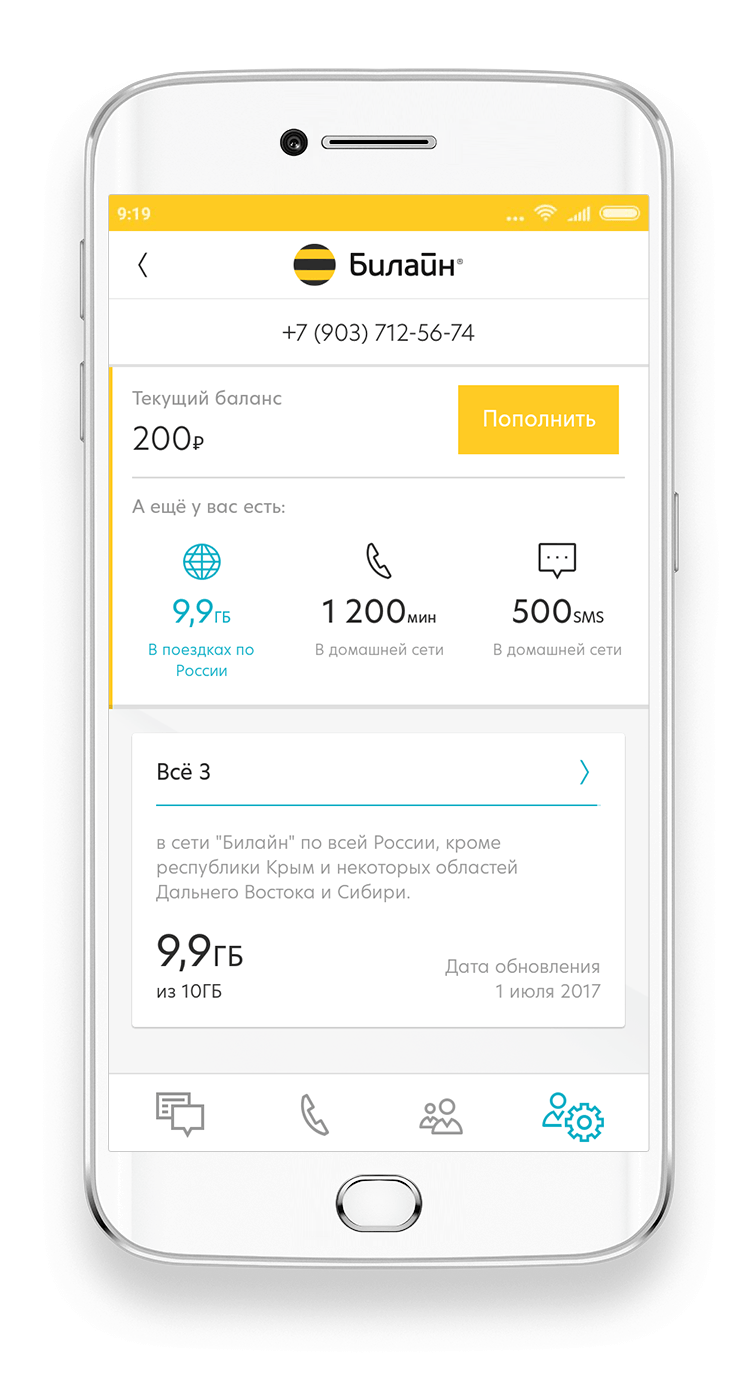 9:19
Билайн®
+7 (903) 712-56-74
Текущий баланс
200₽
Пополнить
А ещё у вас есть:
9,9ГБ
В поездках по
России
1 200мин
В домашней сети
500SMS
В домашней сети
Всё 3
в сети "Билайн" по всей России, кроме
республики Крым и некоторых областей
Дальнего Востока и Сибири.
9,9ГБ
из 10ГБ
Дата обновления
1 июля 2017